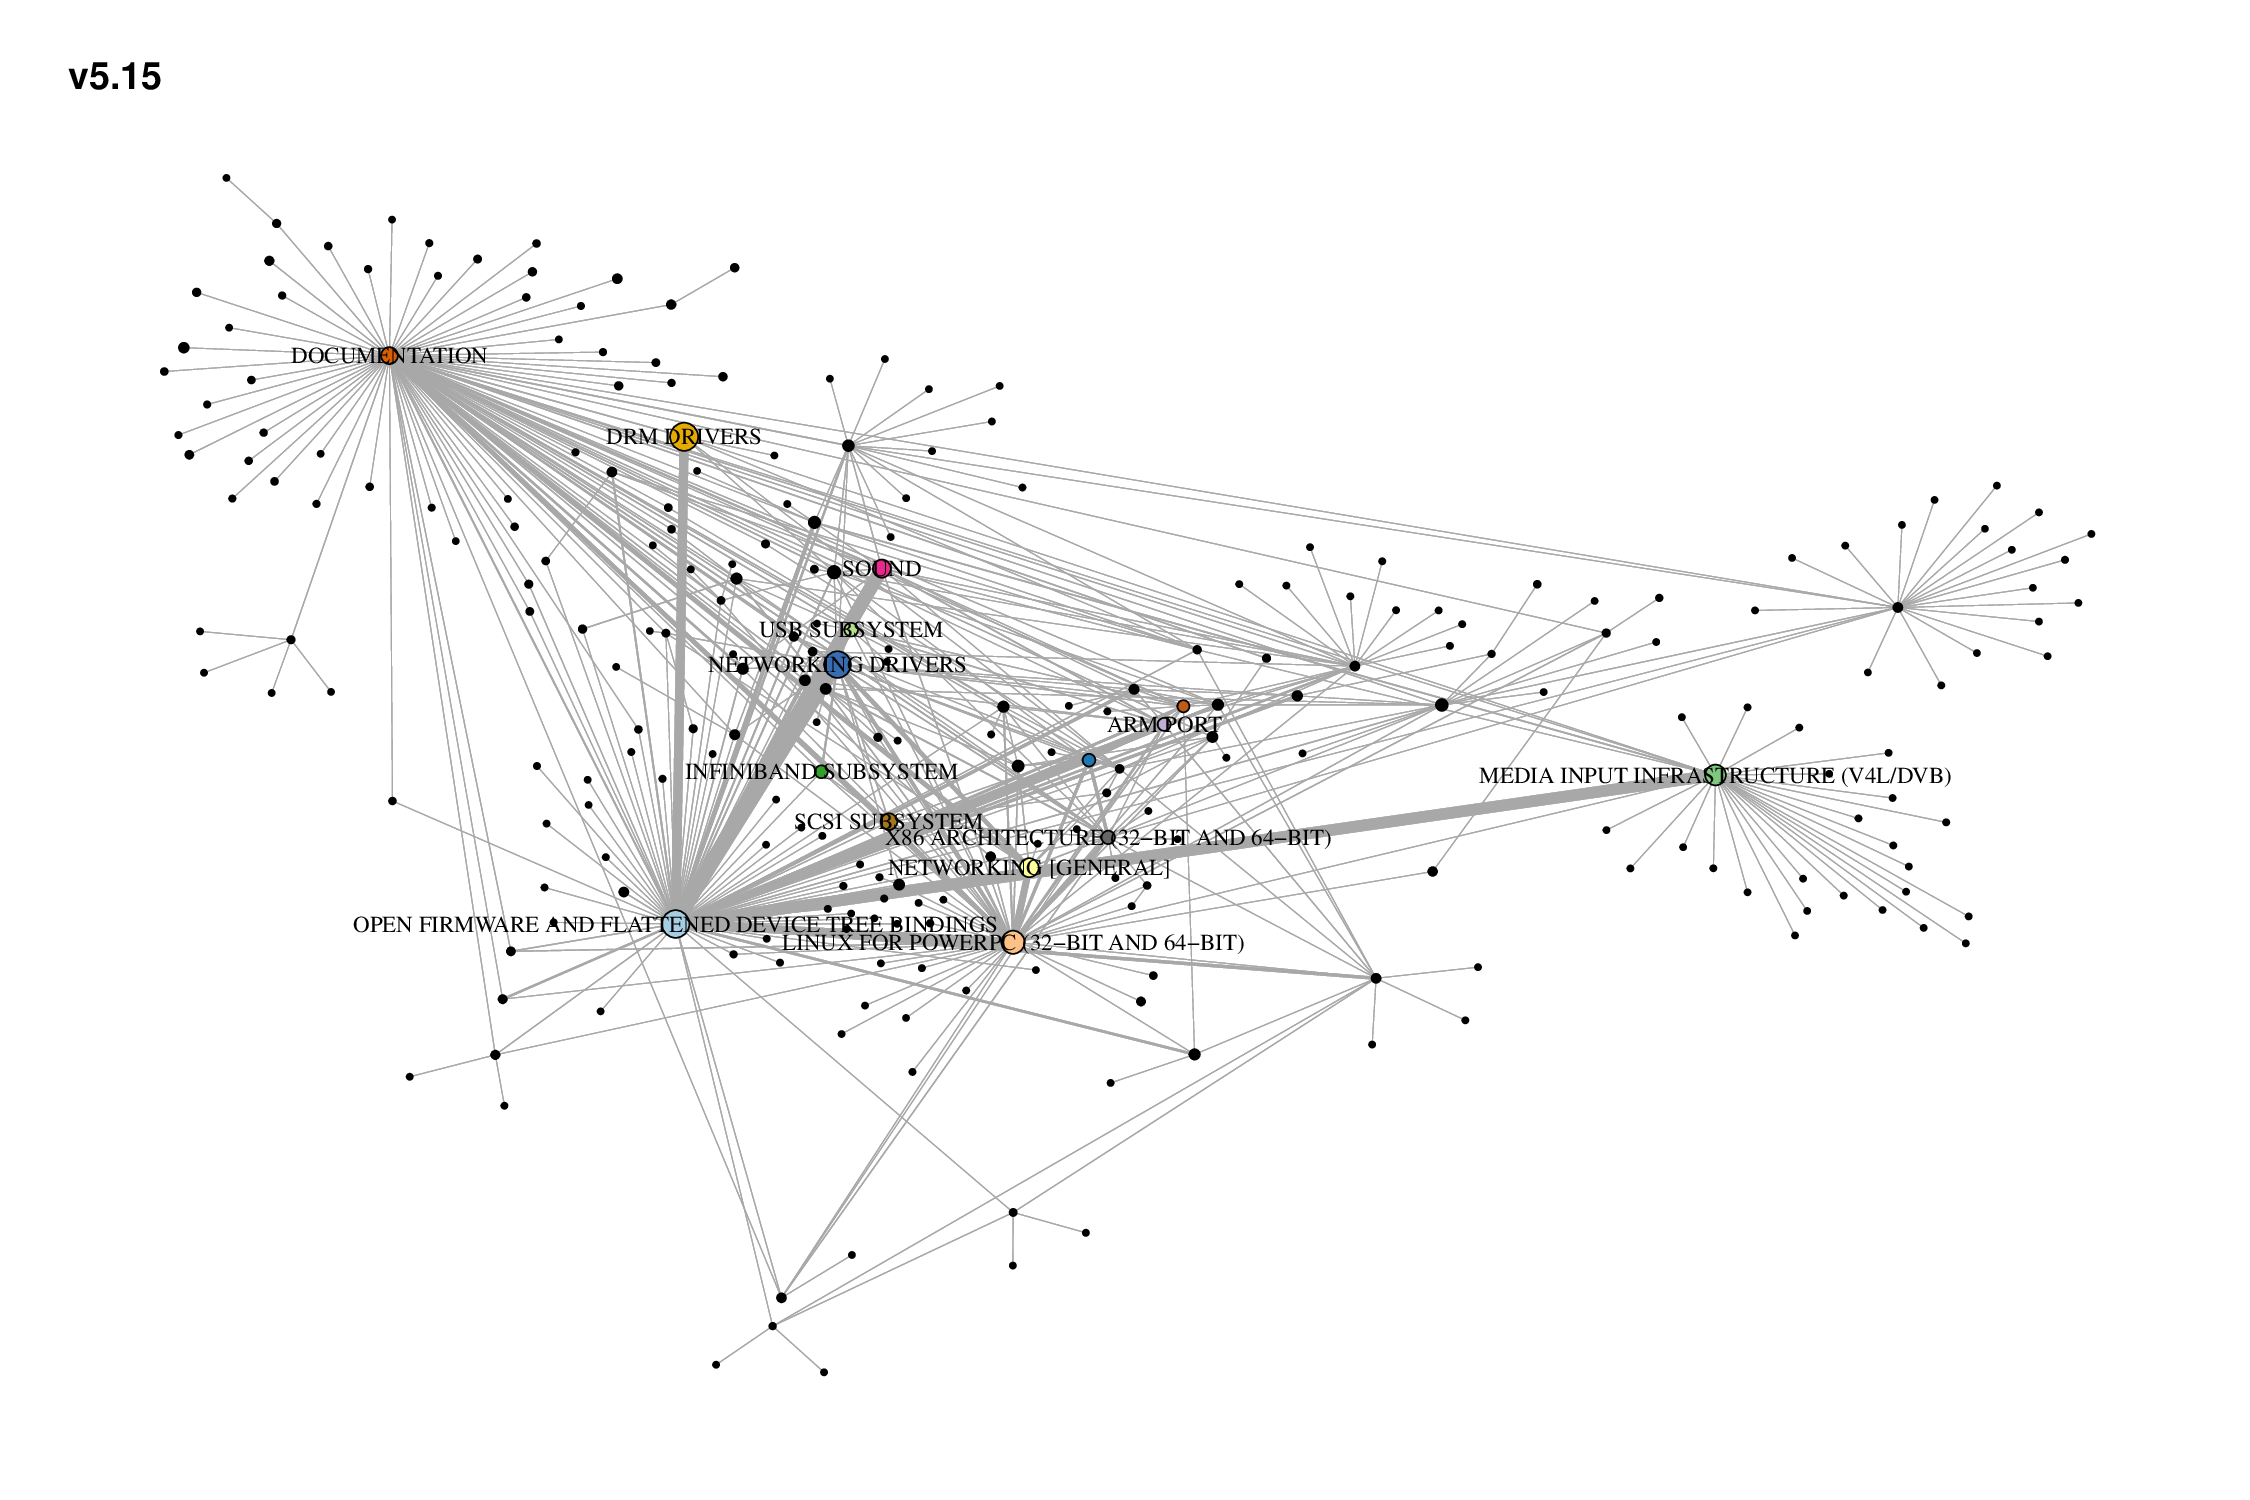 v5.15
DOCUMENTATION
DRM DRIVERS
SOUND
USB SUBSYSTEM
NETWORKING DRIVERS
ARM PORT
INFINIBAND SUBSYSTEM
MEDIA INPUT INFRASTRUCTURE (V4L/DVB)
SCSI SUBSYSTEM
X86 ARCHITECTURE (32−BIT AND 64−BIT)
NETWORKING [GENERAL]
OPEN FIRMWARE AND FLATTENED DEVICE TREE BINDINGS
LINUX FOR POWERPC (32−BIT AND 64−BIT)